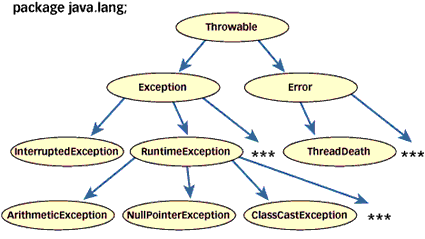 package java.lang;
Throwable
Exception
Error
InterruptedException
RuntimeException
***
ThreadDeath
***
ArithmeticException
NullPointerException
ClassCastException
***